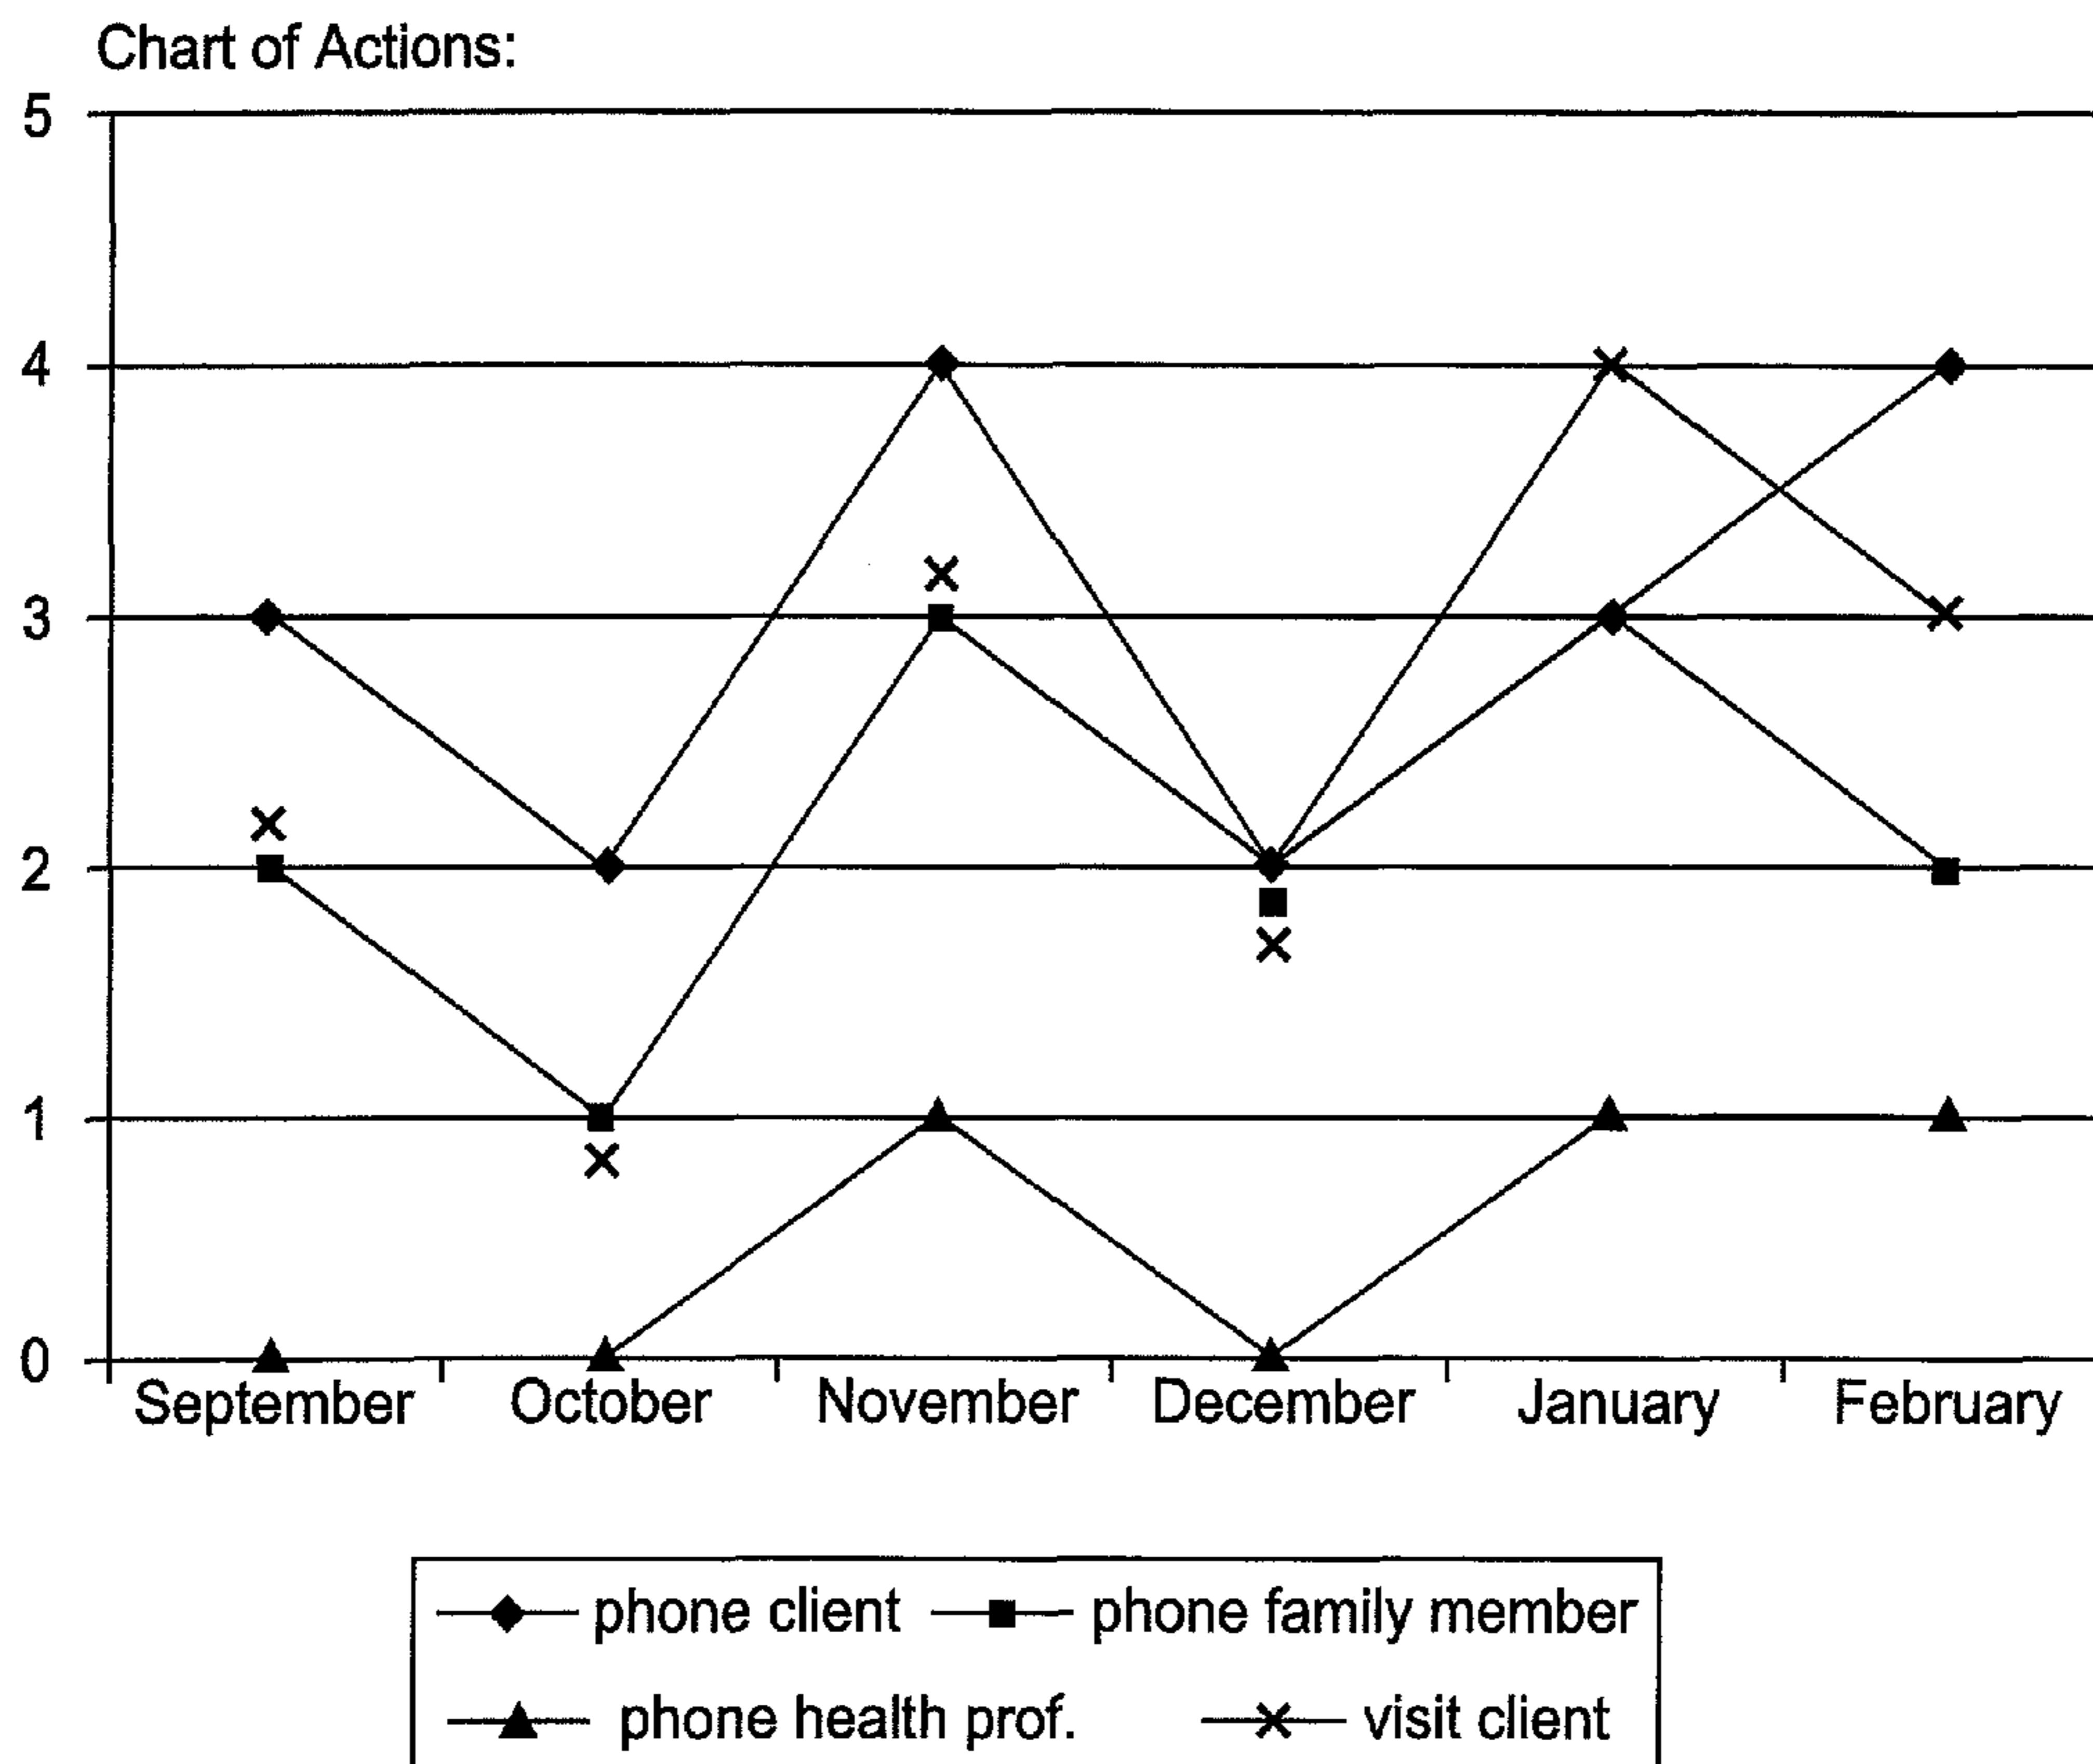 Chart of Actions:
5
4
3
2
1
0
September October November December January February
phone client phone family member
phone health prof. visit client